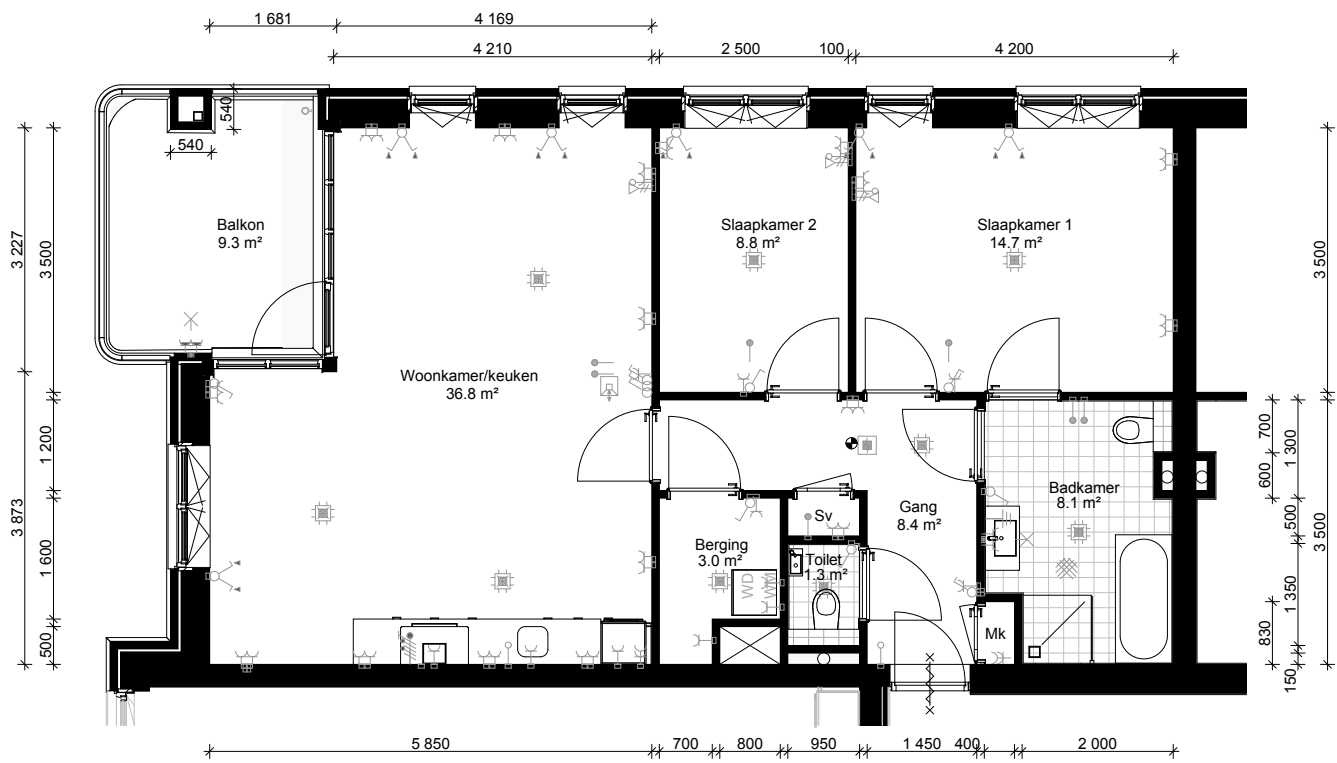 1 681
4 169
4 210
2 500
100
4 200
540
540
3 227
3 500
3 500
Balkon
9.3 m²
Slaapkamer 2
8.8 m²
Slaapkamer 1
14.7 m²
Woonkamer/keuken
36.8 m²
3 873
1 200
1 600
500
Badkamer
8.1 m²
Gang
8.4 m²
Sv
Berging
3.0 m²
Toilet
1.3 m²
WD
WM
Mk
700
600
1 300
500
1 350
830
150
3 500
5 850
700
800
950
1 450
400
2 000